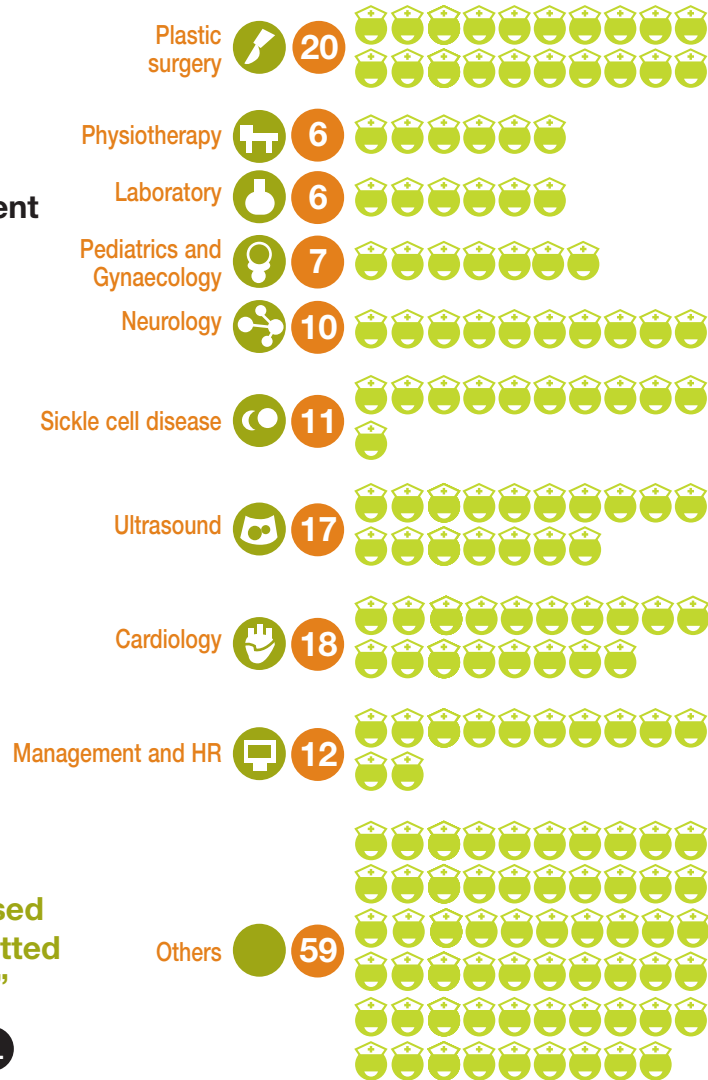 Plastic
surgery
20
Physiotherapy
6
Laboratory
6
ent
Pediatrics and
Gynaecology
7
Neurology
10
Sickle cell disease
11
Ultrasound
17
Cardiology
18
Management and HR
12
sed
tted
”
Others
59